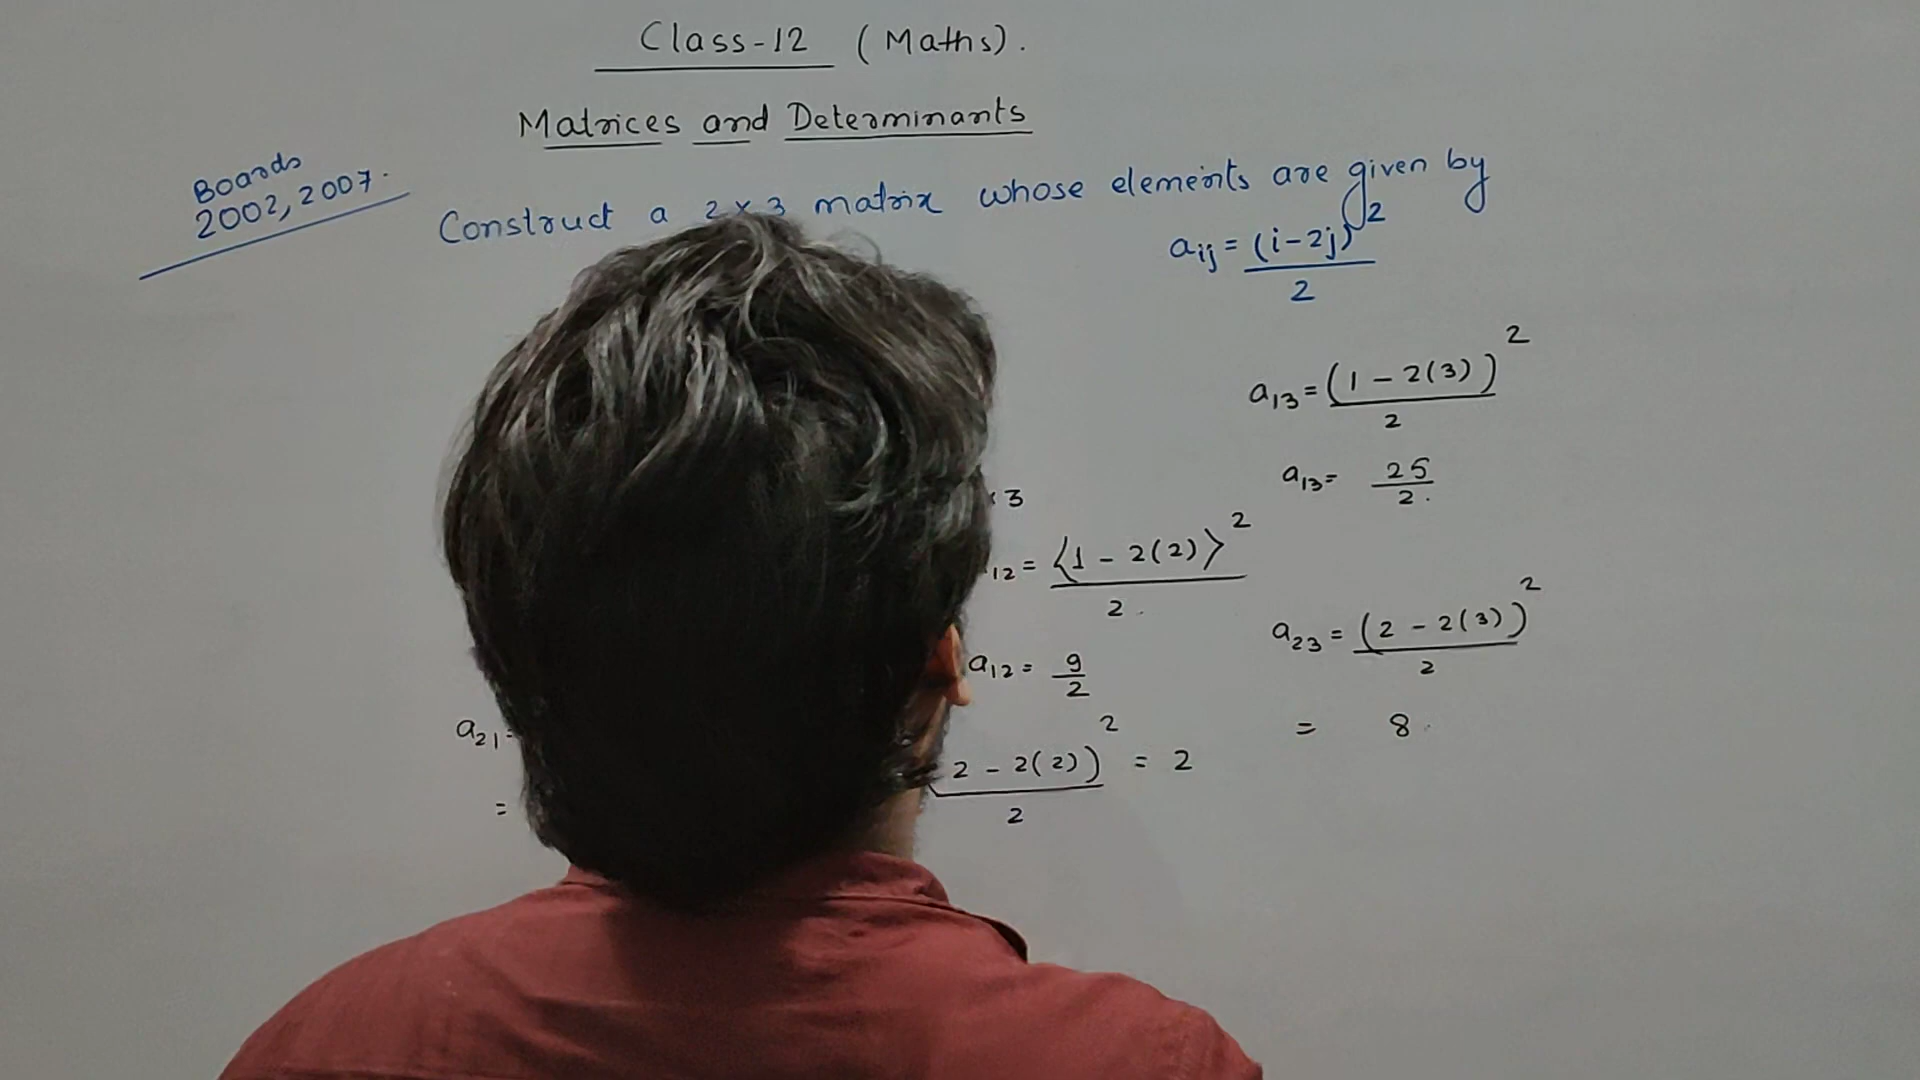 Class-12 (Maths).
Matrices and Determinants
Boards
2002, 2007.
Construct a 2×3 matrix whose elements are given by
aij = (i-2j)²
2
a13 = (1 - 2(3))²
2
a13 = 25
2.
3
12 = (1 - 2(2))²
2.
a23 = (2 - 2(3))²
2
a12 = 9
2
a21 =
= 8.
(2 - 2(2))² = 2
2
=